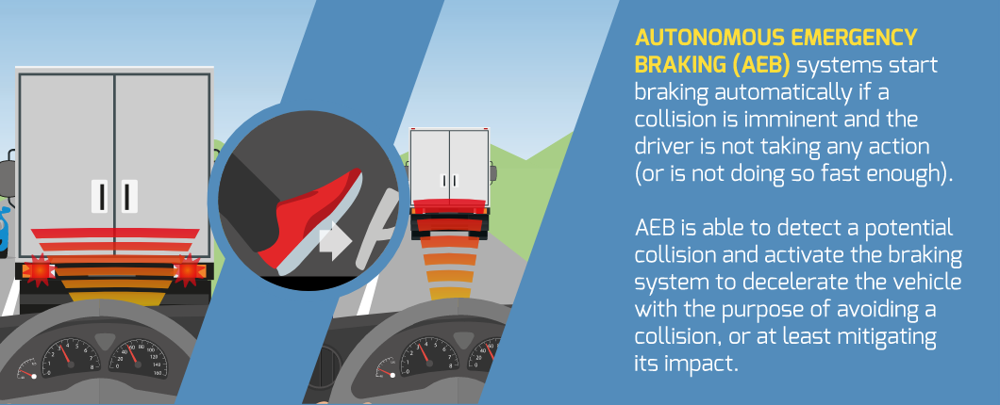 AUTONOMOUS EMERGENCY
BRAKING (AEB) systems start
braking automatically if a
collision is imminent and the
driver is not taking any action
(or is not doing so fast enough).
AEB is able to detect a potential
collision and activate the braking
system to decelerate the vehicle
with the purpose of avoiding a
collision, or at least mitigating
its impact.